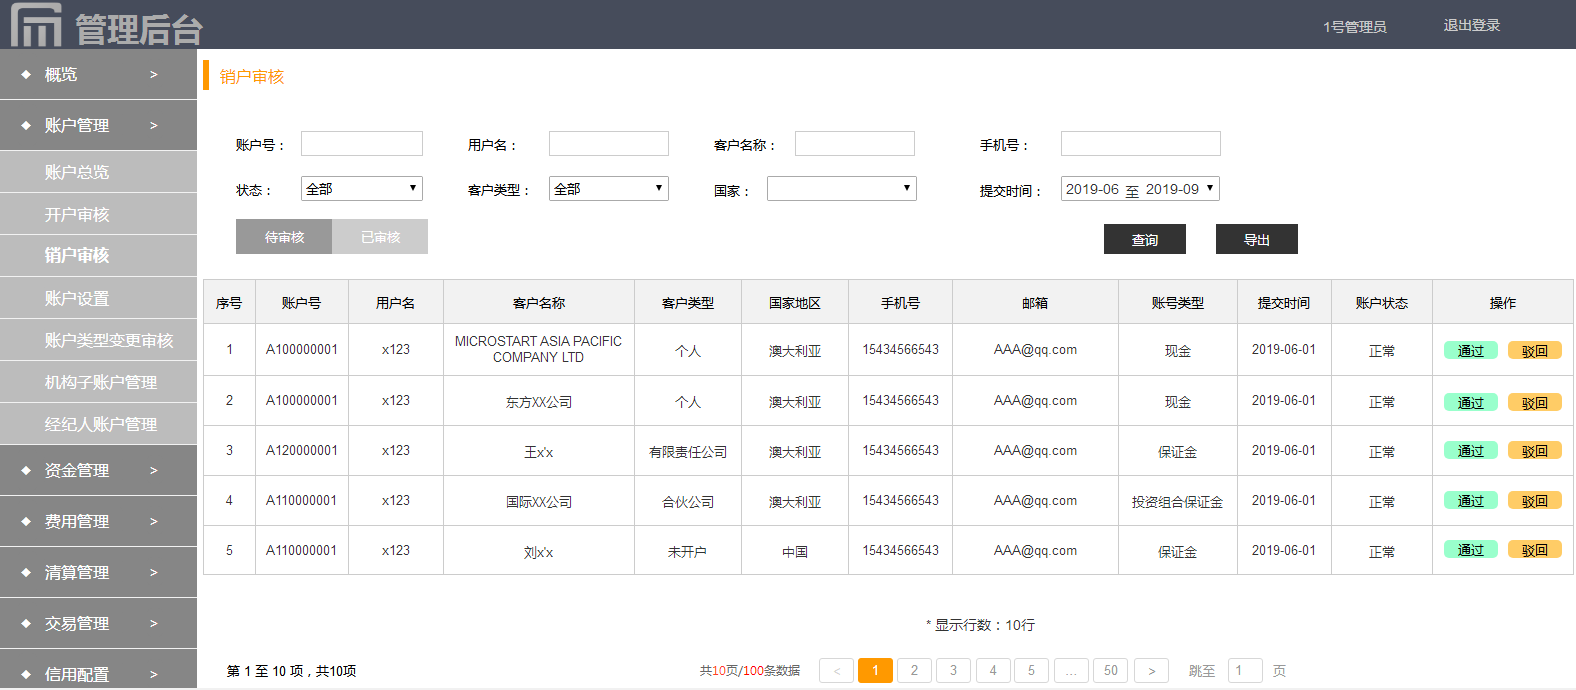 管理后台
1号管理员
退出登录
概览 >
账户管理 >
账户总览
开户审核
销户审核
账户设置
账户类型变更审核
机构子账户管理
经纪人账户管理
资金管理 >
费用管理 >
清算管理 >
交易管理 >
信用配置 >
销户审核
账户号： 用户名： 客户名称： 手机号：
状态： 全部 客户类型： 全部 国家： 提交时间： 2019-06 至 2019-09
待审核 已审核 查询 导出
序号 账户号 用户名 客户名称 客户类型 国家地区 手机号 邮箱 账号类型 提交时间 账户状态 操作
1 A100000001 x123 MICROSTART ASIA PACIFIC COMPANY LTD 个人 澳大利亚 15434566543 AAA@qq.com 现金 2019-06-01 正常 通过 驳回
2 A100000001 x123 东方XX公司 个人 澳大利亚 15434566543 AAA@qq.com 现金 2019-06-01 正常 通过 驳回
3 A120000001 x123 王x'x 有限责任公司 澳大利亚 15434566543 AAA@qq.com 保证金 2019-06-01 正常 通过 驳回
4 A110000001 x123 国际XX公司 合伙公司 澳大利亚 15434566543 AAA@qq.com 投资组合保证金 2019-06-01 正常 通过 驳回
5 A110000001 x123 刘x'x 未开户 中国 15434566543 AAA@qq.com 保证金 2019-06-01 正常 通过 驳回
* 显示行数：10行
第 1 至 10 项，共10项 共10页/100条数据 < 1 2 3 4 5 ... 50 > 跳至 1 页